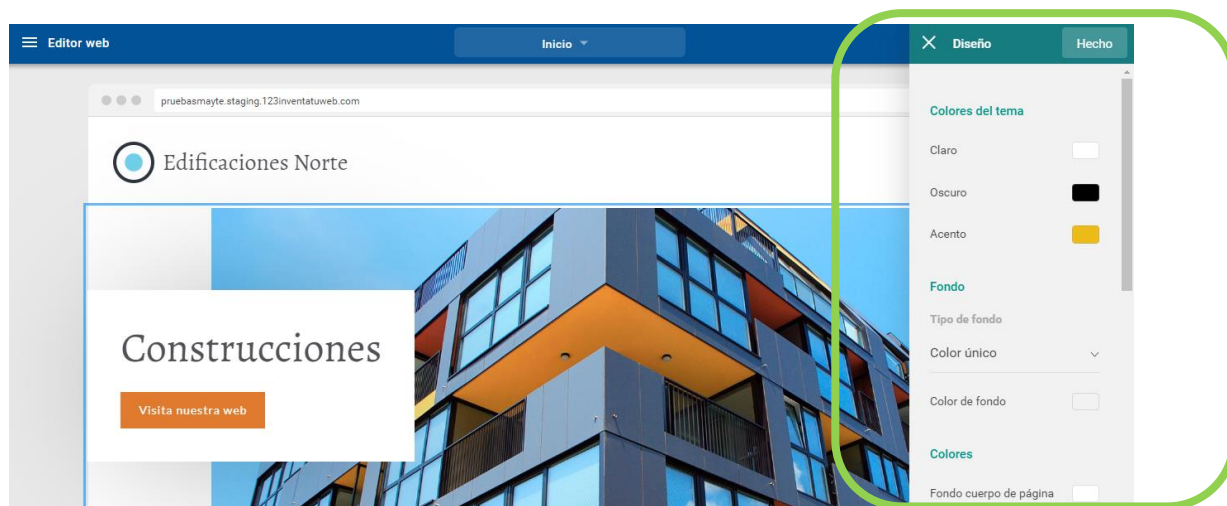 Editor web
Inicio
Diseño
Hecho
pruebasmayte.staging.123inventatuweb.com
Edificaciones Norte
Construcciones
Visita nuestra web
Colores del tema
Claro
Oscuro
Acento
Fondo
Tipo de fondo
Color único
Color de fondo
Colores
Fondo cuerpo de página